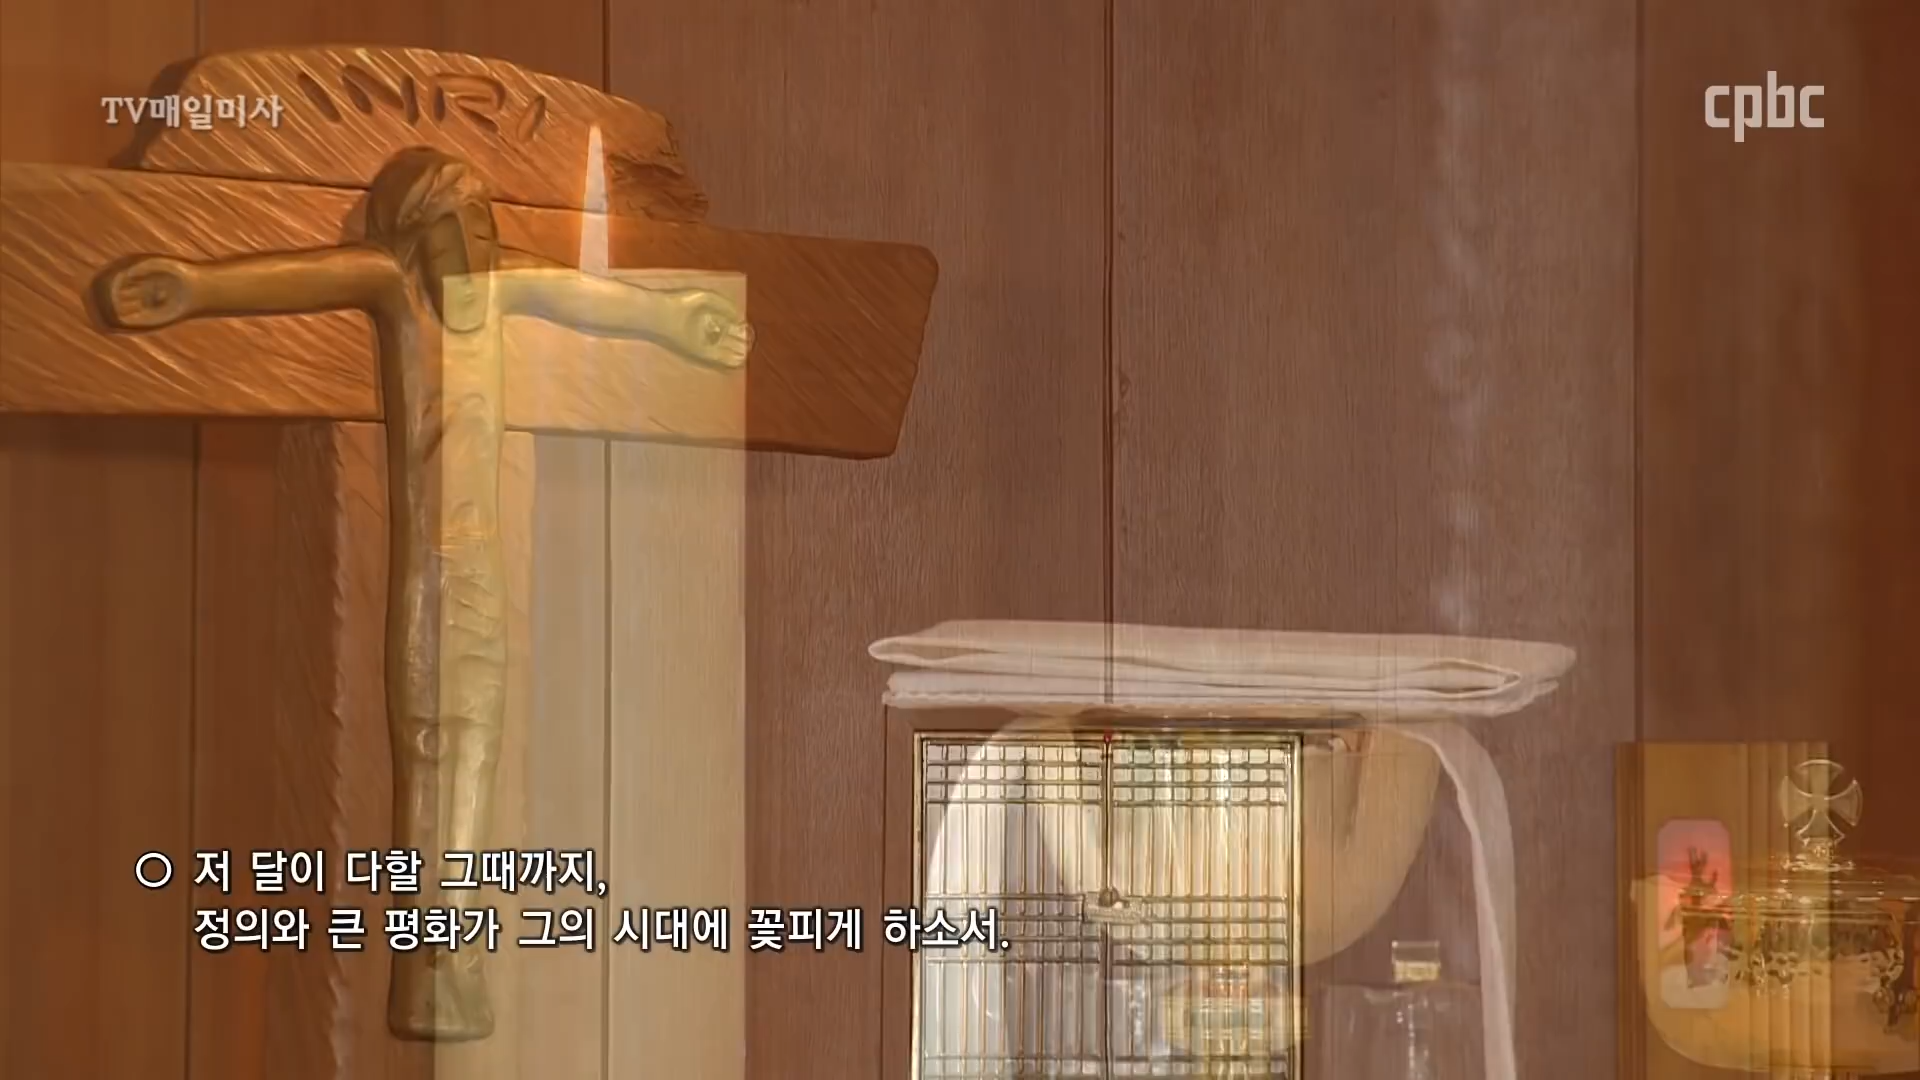 TV매일미사
INRI
cpbc
○ 저 달이 다할 그때까지,
정의와 큰 평화가 그의 시대에 꽃피게 하소서.